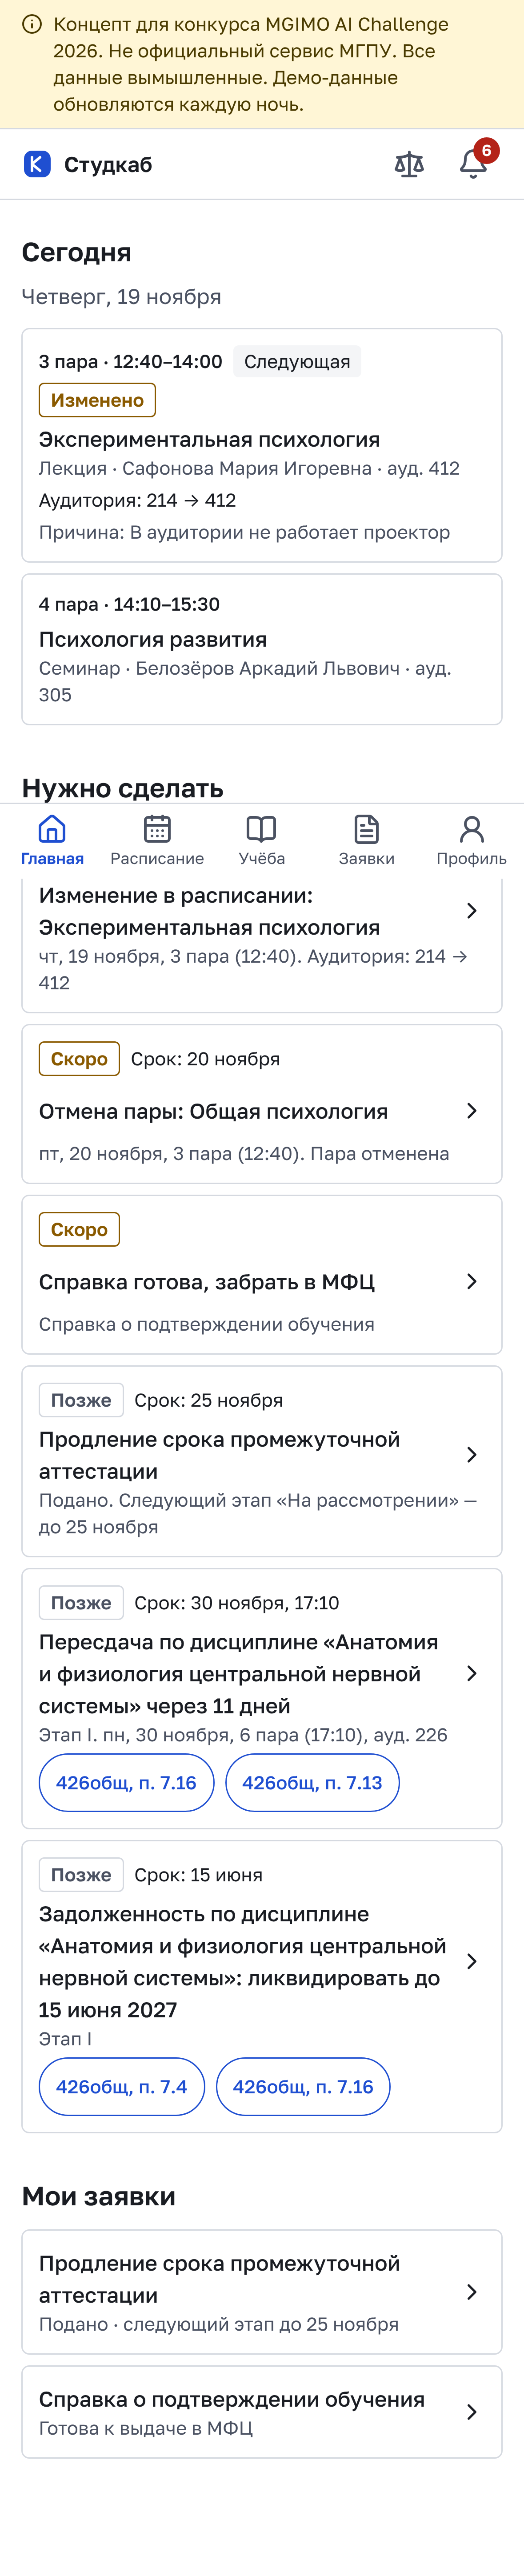 Концепт для конкурса MGIMO AI Challenge
2026. Не официальный сервис МГПУ. Все
данные вымышленные. Демо-данные
обновляются каждую ночь.
Студкаб
6
Сегодня
Четверг, 19 ноября
3 пара · 12:40–14:00 Следующая
Изменено
Экспериментальная психология
Лекция · Сафонова Мария Игоревна · ауд. 412
Аудитория: 214 → 412
Причина: В аудитории не работает проектор
4 пара · 14:10–15:30
Психология развития
Семинар · Белозёров Аркадий Львович · ауд.
305
Нужно сделать
Главная Расписание Учёба Заявки Профиль
Изменение в расписании:
Экспериментальная психология
чт, 19 ноября, 3 пара (12:40). Аудитория: 214 →
412
Скоро Срок: 20 ноября
Отмена пары: Общая психология
пт, 20 ноября, 3 пара (12:40). Пара отменена
Скоро
Справка готова, забрать в МФЦ
Справка о подтверждении обучения
Позже Срок: 25 ноября
Продление срока промежуточной
аттестации
Подано. Следующий этап «На рассмотрении» —
до 25 ноября
Позже Срок: 30 ноября, 17:10
Пересдача по дисциплине «Анатомия
и физиология центральной нервной
системы» через 11 дней
Этап I. пн, 30 ноября, 6 пара (17:10), ауд. 226
426общ, п. 7.16 426общ, п. 7.13
Позже Срок: 15 июня
Задолженность по дисциплине
«Анатомия и физиология центральной
нервной системы»: ликвидировать до
15 июня 2027
Этап I
426общ, п. 7.4 426общ, п. 7.16
Мои заявки
Продление срока промежуточной
аттестации
Подано · следующий этап до 25 ноября
Справка о подтверждении обучения
Готова к выдаче в МФЦ